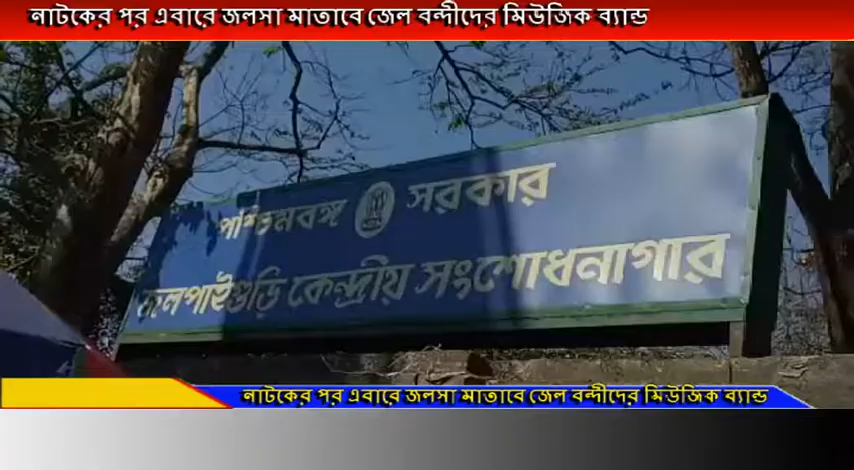 নাটকের পর এবারে জলসা মাতাবে জেল বন্দীদের মিউজিক ব্যান্ড
পশ্চিমবঙ্গ সরকার
জলপাইগুড়ি কেন্দ্রীয় সংশোধনাগার
নাটকের পর এবারে জলসা মাতাবে জেল বন্দীদের মিউজিক ব্যান্ড